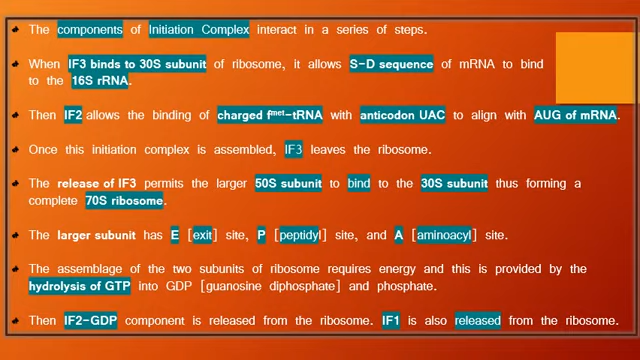 The components of Initiation Complex interact in a series of steps.
When IF3 binds to 30S subunit of ribosome, it allows S-D sequence of mRNA to bind
to the 16S rRNA.
Then IF2 allows the binding of charged fmet-tRNA with anticodon UAC to align with AUG of mRNA.
Once this initiation complex is assembled, IF3 leaves the ribosome.
The release of IF3 permits the larger 50S subunit to bind to the 30S subunit thus forming a
complete 70S ribosome.
The larger subunit has E [exit] site, P [peptidyl] site, and A [aminoacyl] site.
The assemblage of the two subunits of ribosome requires energy and this is provided by the
hydrolysis of GTP into GDP [guanosine diphosphate] and phosphate.
Then IF2-GDP component is released from the ribosome. IF1 is also released from the ribosome.